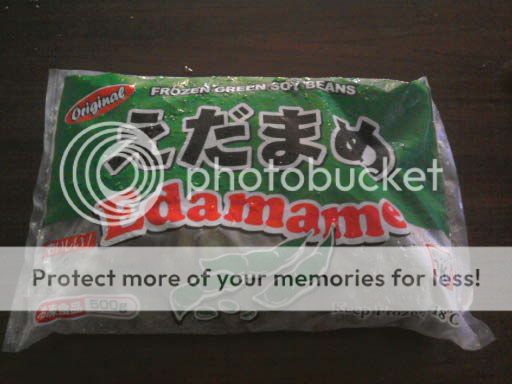 FROZEN GREEN SOY BEANS
Original
えだまめ
photobucket
Edamame
Protect more of your memories for less!
500g
Keep Frozen -18°C